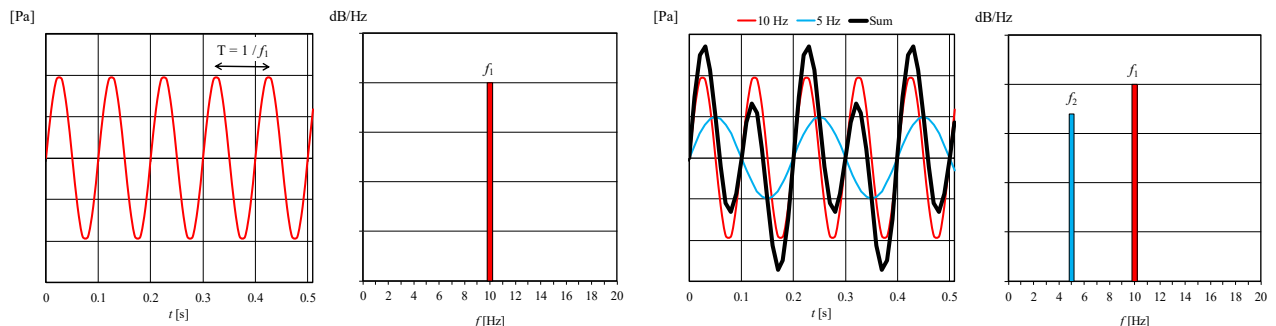 [Pa]
T = 1 / f₁
0 0.1 0.2 0.3 0.4 0.5
t [s]
dB/Hz
f₁
0 2 4 6 8 10 12 14 16 18 20
f [Hz]
[Pa]
10 Hz 5 Hz Sum
0 0.1 0.2 0.3 0.4 0.5
t [s]
dB/Hz
f₁
f₂
0 2 4 6 8 10 12 14 16 18 20
f [Hz]